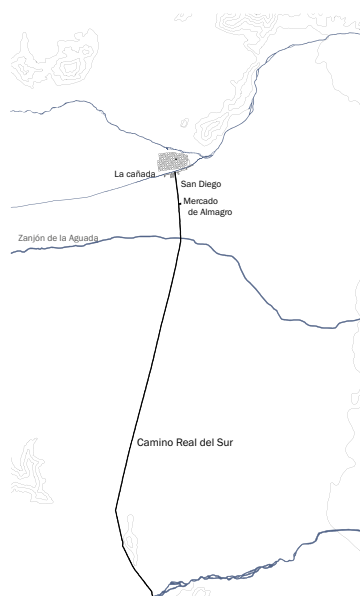 La cañada
San Diego
Mercado
de Almagro
Zanjón de la Aguada
Camino Real del Sur